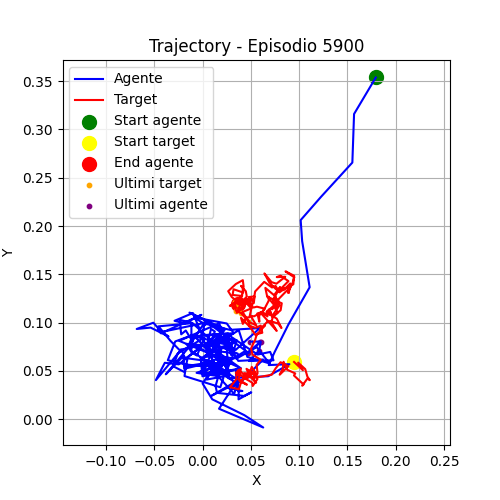 Trajectory - Episodio 5900
Agente
Target
Start agente
Start target
End agente
Ultimi target
Ultimi agente
Y
0.35
0.30
0.25
0.20
0.15
0.10
0.05
0.00
−0.10
−0.05
0.00
0.05
0.10
0.15
0.20
0.25
X